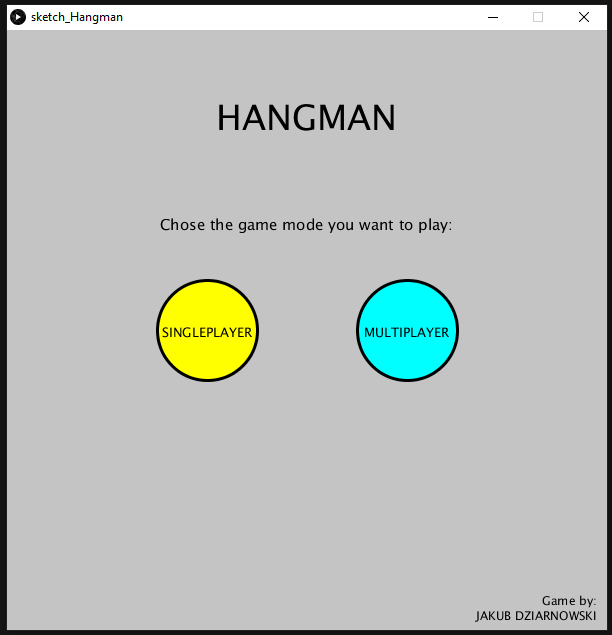 sketch_Hangman
HANGMAN
Chose the game mode you want to play:
SINGLEPLAYER
MULTIPLAYER
Game by:
JAKUB DZIARNOWSKI